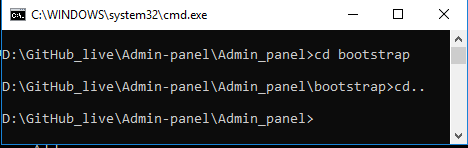 C:\WINDOWS\system32\cmd.exe
D:\GitHub_live\Admin-panel\Admin_panel>cd bootstrap
D:\GitHub_live\Admin-panel\Admin_panel\bootstrap>cd..
D:\GitHub_live\Admin-panel\Admin_panel>